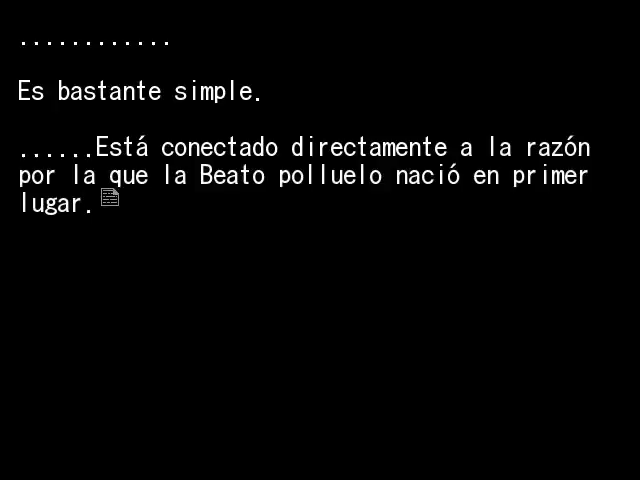 ............
Es bastante simple.
......Está conectado directamente a la razón
por la que la Beato polluelo nació en primer
lugar.